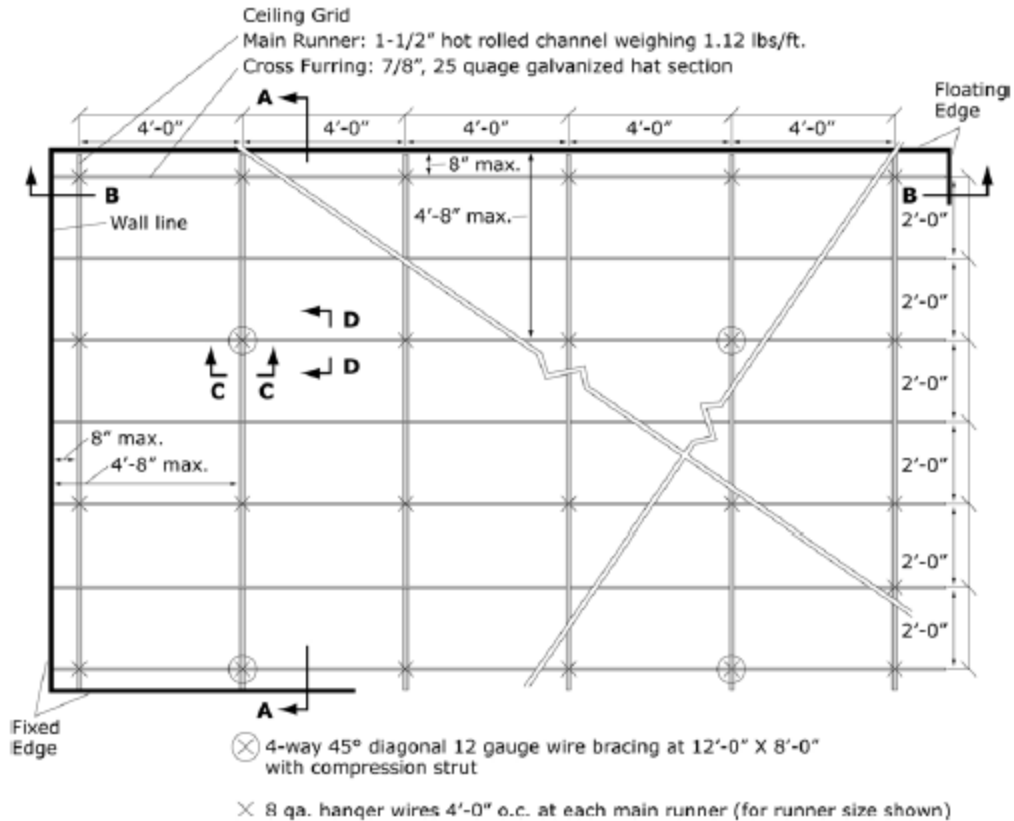 Ceiling Grid
Main Runner: 1-1/2" hot rolled channel weighing 1.12 lbs/ft.
Cross Furring: 7/8", 25 quage galvanized hat section
Floating
Edge
A
4'-0"
4'-0"
4'-0"
4'-0"
4'-0"
8" max.
B
B
4'-8" max.
2'-0"
Wall line
2'-0"
D
D
C
C
2'-0"
8" max.
4'-8" max.
2'-0"
2'-0"
2'-0"
A
Fixed
Edge
4-way 45° diagonal 12 gauge wire bracing at 12'-0" X 8'-0"
with compression strut
8 ga. hanger wires 4'-0" o.c. at each main runner (for runner size shown)